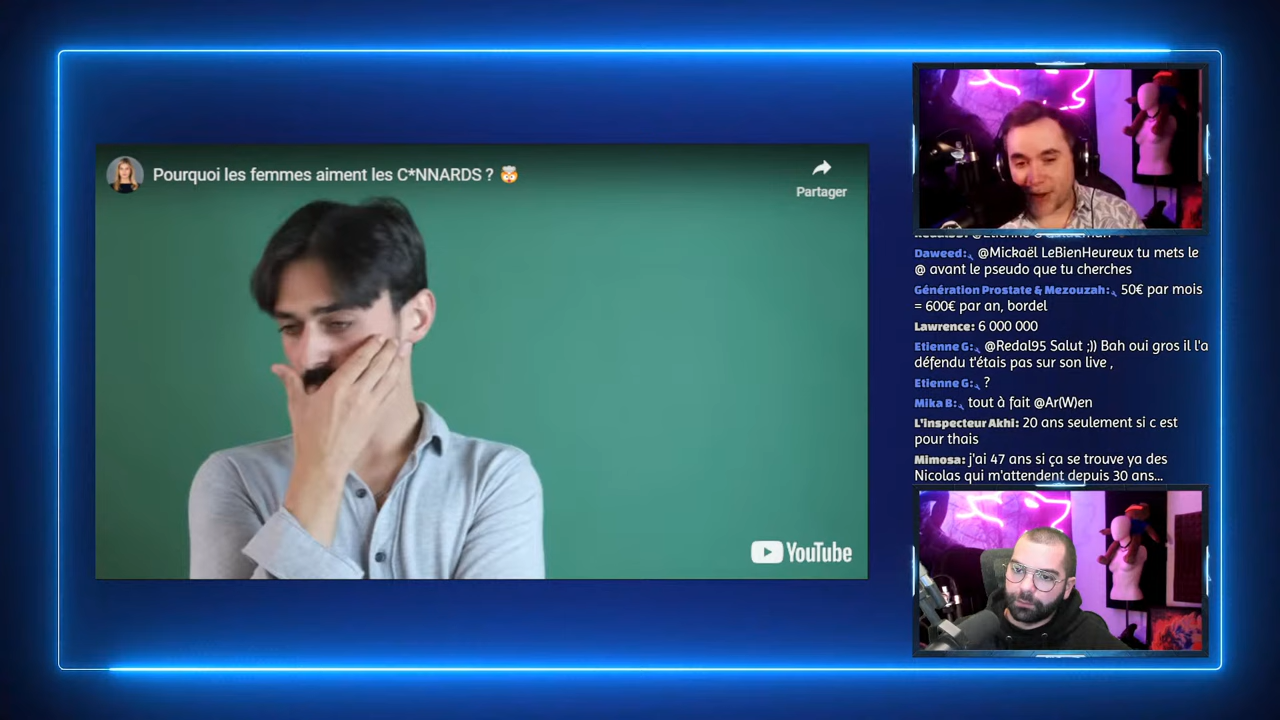 Pourquoi les femmes aiment les C*NNARDS ? 🤯
Partager
YouTube
Daweed: @Mickaël LeBienHeureux tu mets le
@ avant le pseudo que tu cherches
Génération Prostate & Mezouzah: 50€ par mois
= 600€ par an, bordel
Lawrence: 6 000 000
Etienne G: @Redal95 Salut ;)) Bah oui gros il l'a
défendu t'étais pas sur son live ,
Etienne G: ?
Mika B: tout à fait @Ar(W)en
L'inspecteur Akhi: 20 ans seulement si c est
pour thais
Mimosa: j'ai 47 ans si ça se trouve ya des
Nicolas qui m'attendent depuis 30 ans...